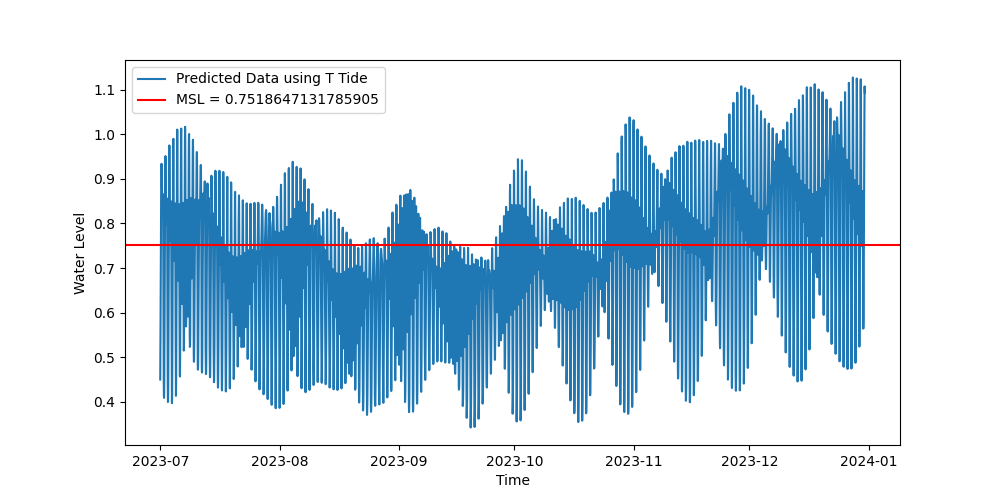 Predicted Data using T Tide
MSL = 0.7518647131785905
1.1
1.0
0.9
0.8
0.7
0.6
0.5
0.4
Water Level
2023-07 2023-08 2023-09 2023-10 2023-11 2023-12 2024-01
Time